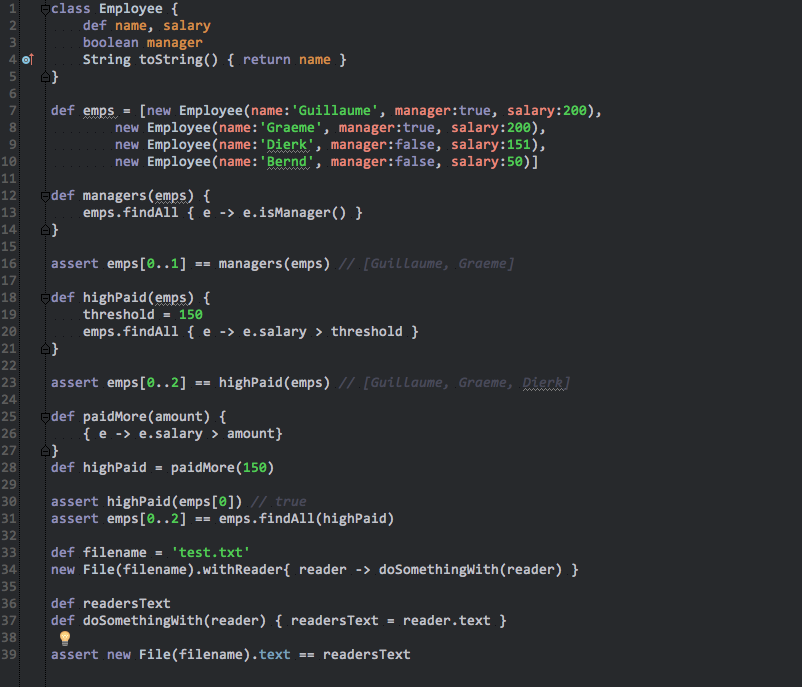 1 class Employee {
2     def name, salary
3     boolean manager
4     String toString() { return name }
5 }
6
7 def emps = [new Employee(name:'Guillaume', manager:true, salary:200),
8         new Employee(name:'Graeme', manager:true, salary:200),
9         new Employee(name:'Dierk', manager:false, salary:151),
10         new Employee(name:'Bernd', manager:false, salary:50)]
11
12 def managers(emps) {
13     emps.findAll { e -> e.isManager() }
14 }
15
16 assert emps[0..1] == managers(emps) // [Guillaume, Graeme]
17
18 def highPaid(emps) {
19     threshold = 150
20     emps.findAll { e -> e.salary > threshold }
21 }
22
23 assert emps[0..2] == highPaid(emps) // [Guillaume, Graeme, Dierk]
24
25 def paidMore(amount) {
26     { e -> e.salary > amount}
27 }
28 def highPaid = paidMore(150)
29
30 assert highPaid(emps[0]) // true
31 assert emps[0..2] == emps.findAll(highPaid)
32
33 def filename = 'test.txt'
34 new File(filename).withReader{ reader -> doSomethingWith(reader) }
35
36 def readersText
37 def doSomethingWith(reader) { readersText = reader.text }
38
39 assert new File(filename).text == readersText